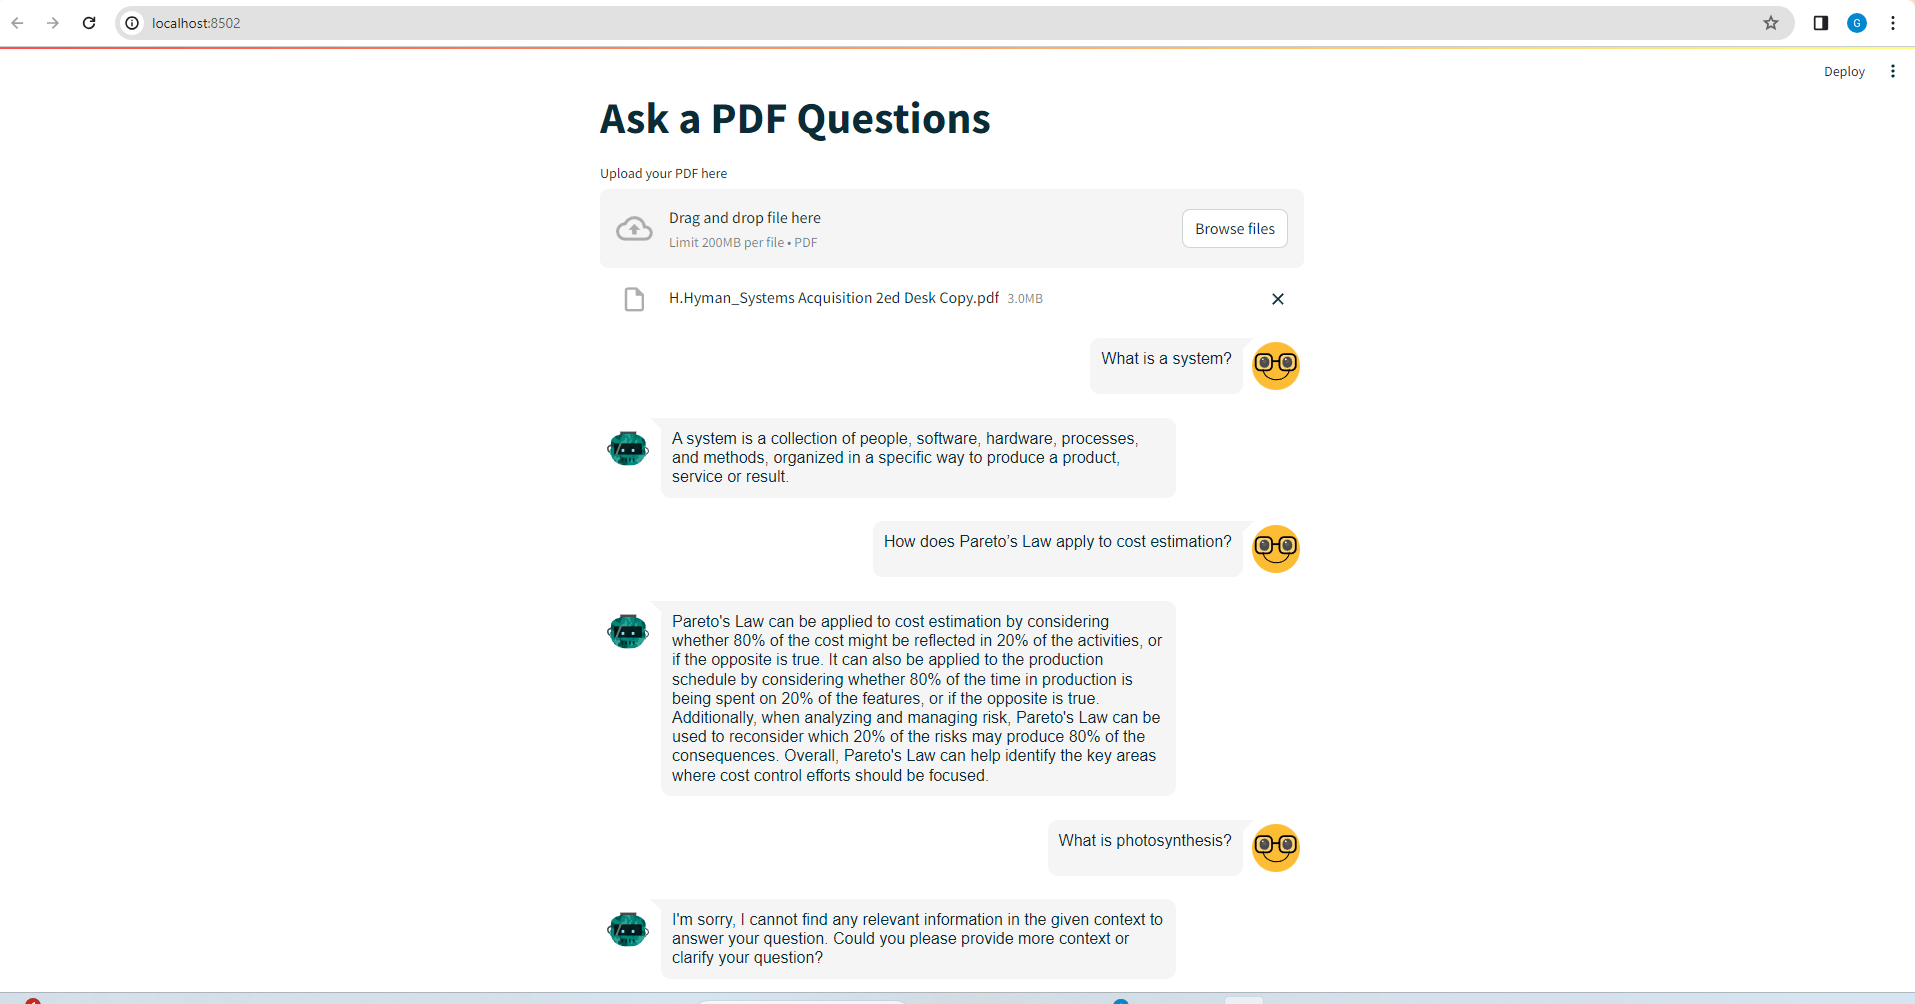 localhost:8502
G
Deploy
Ask a PDF Questions
Upload your PDF here
Drag and drop file here
Limit 200MB per file • PDF
Browse files
H.Hyman_Systems Acquisition 2ed Desk Copy.pdf 3.0MB
What is a system?
A system is a collection of people, software, hardware, processes,
and methods, organized in a specific way to produce a product,
service or result.
How does Pareto’s Law apply to cost estimation?
Pareto's Law can be applied to cost estimation by considering
whether 80% of the cost might be reflected in 20% of the activities, or
if the opposite is true. It can also be applied to the production
schedule by considering whether 80% of the time in production is
being spent on 20% of the features, or if the opposite is true.
Additionally, when analyzing and managing risk, Pareto's Law can be
used to reconsider which 20% of the risks may produce 80% of the
consequences. Overall, Pareto's Law can help identify the key areas
where cost control efforts should be focused.
What is photosynthesis?
I'm sorry, I cannot find any relevant information in the given context to
answer your question. Could you please provide more context or
clarify your question?